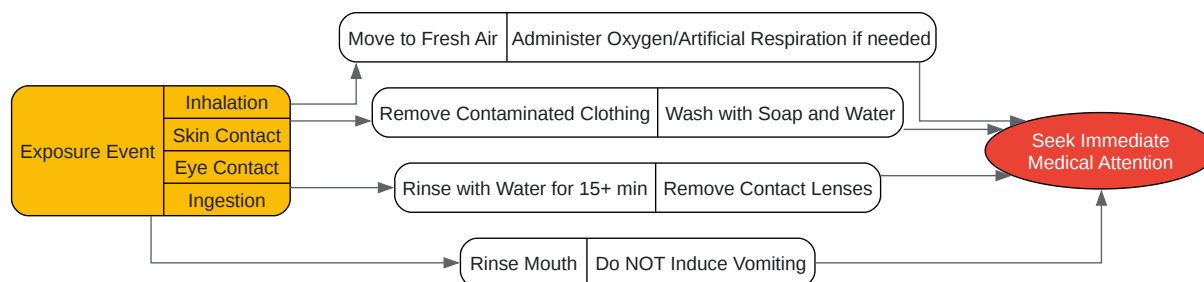 Move to Fresh Air
Administer Oxygen/Artificial Respiration if needed
Exposure Event
Inhalation
Skin Contact
Eye Contact
Ingestion
Remove Contaminated Clothing
Wash with Soap and Water
Rinse with Water for 15+ min
Remove Contact Lenses
Rinse Mouth
Do NOT Induce Vomiting
Seek Immediate
Medical Attention